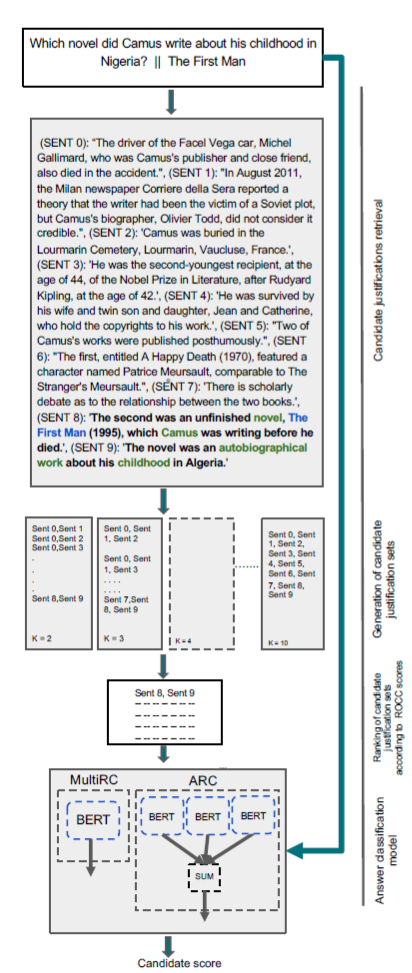 Which novel did Camus write about his childhood in
Nigeria?  ||  The First Man
(SENT 0): "The driver of the Facel Vega car, Michel
Gallimard, who was Camus's publisher and close friend,
also died in the accident.", (SENT 1): "In August 2011,
the Milan newspaper Corriere della Sera reported a
theory that the writer had been the victim of a Soviet plot,
but Camus's biographer, Olivier Todd, did not consider it
credible.", (SENT 2): 'Camus was buried in the
Lourmarin Cemetery, Lourmarin, Vaucluse, France.',
(SENT 3): 'He was the second-youngest recipient, at the
age of 44, of the Nobel Prize in Literature, after Rudyard
Kipling, at the age of 42.', (SENT 4): 'He was survived by
his wife and twin son and daughter, Jean and Catherine,
who hold the copyrights to his work.', (SENT 5): "Two of
Camus's works were published posthumously.", (SENT
6): "The first, entitled A Happy Death (1970), featured a
character named Patrice Meursault, comparable to The
Stranger's Meursault.", (SENT 7): 'There is scholarly
debate as to the relationship between the two books.',
(SENT 8): 'The second was an unfinished novel, The
First Man (1995), which Camus was writing before he
died.', (SENT 9): 'The novel was an autobiographical
work about his childhood in Algeria.'
Candidate justifications retrieval
Sent 0,Sent 1
Sent 0,Sent 2
Sent 0,Sent 3
.
.
.
.
Sent 8,Sent 9
K = 2
Sent 0, Sent
1, Sent 2
Sent 0, Sent
1, Sent 3
. . . .
. . . .
Sent 7,Sent
8, Sent 9
K = 3
K = 4
........
Sent 0, Sent
1, Sent 2,
Sent 3, Sent
4, Sent 5,
Sent 6, Sent
7, Sent 8,
Sent 9
K = 10
Generation of candidate
justification sets
Sent 8, Sent 9
Ranking of candidate
justification sets
according to ROCC scores
MultiRC
BERT
ARC
BERT
BERT
BERT
SUM
Answer classification
model
Candidate score